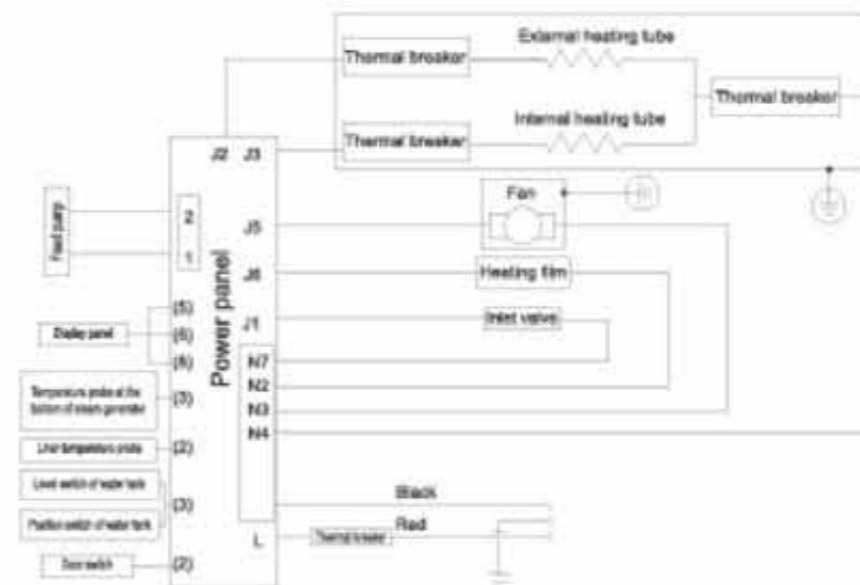 External heating tube
Thermal breaker
Thermal breaker
Internal heating tube
Thermal breaker
J2 J3
Fan
Feed pump
2
1
J5
J6
Heating film
Power panel
(5)
J1
Inlet valve
Display panel
(6)
(8)
N7
N2
Temperature probe at the
bottom of steam generator
(3)
N3
N4
Liner temperature probe
(2)
Level switch of water tank
(3)
Position switch of water tank
Black
Red
L
Thermal breaker
Door switch
(2)